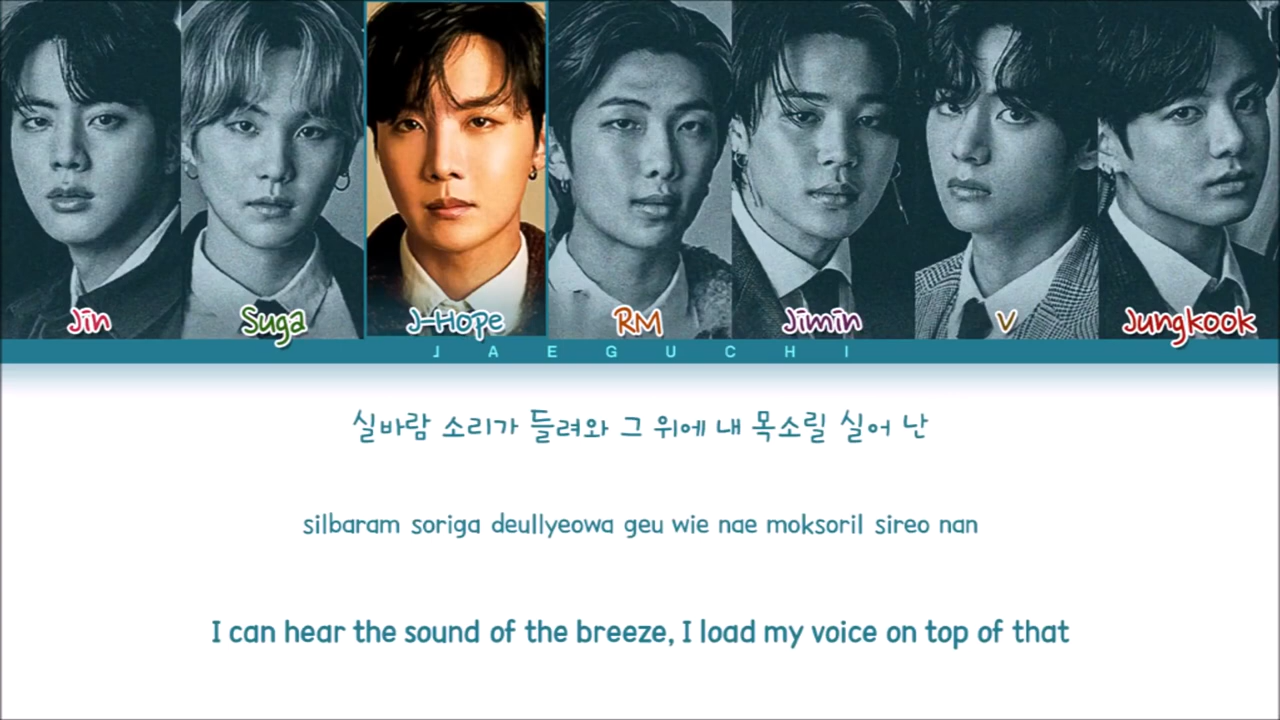 Jin Suga J-Hope RM Jimin V Jungkook
JAEGUCHI
실바람 소리가 들려와 그 위에 내 목소릴 실어 난
silbaram soriga deullyeowa geu wie nae moksoril sireo nan
I can hear the sound of the breeze, I load my voice on top of that